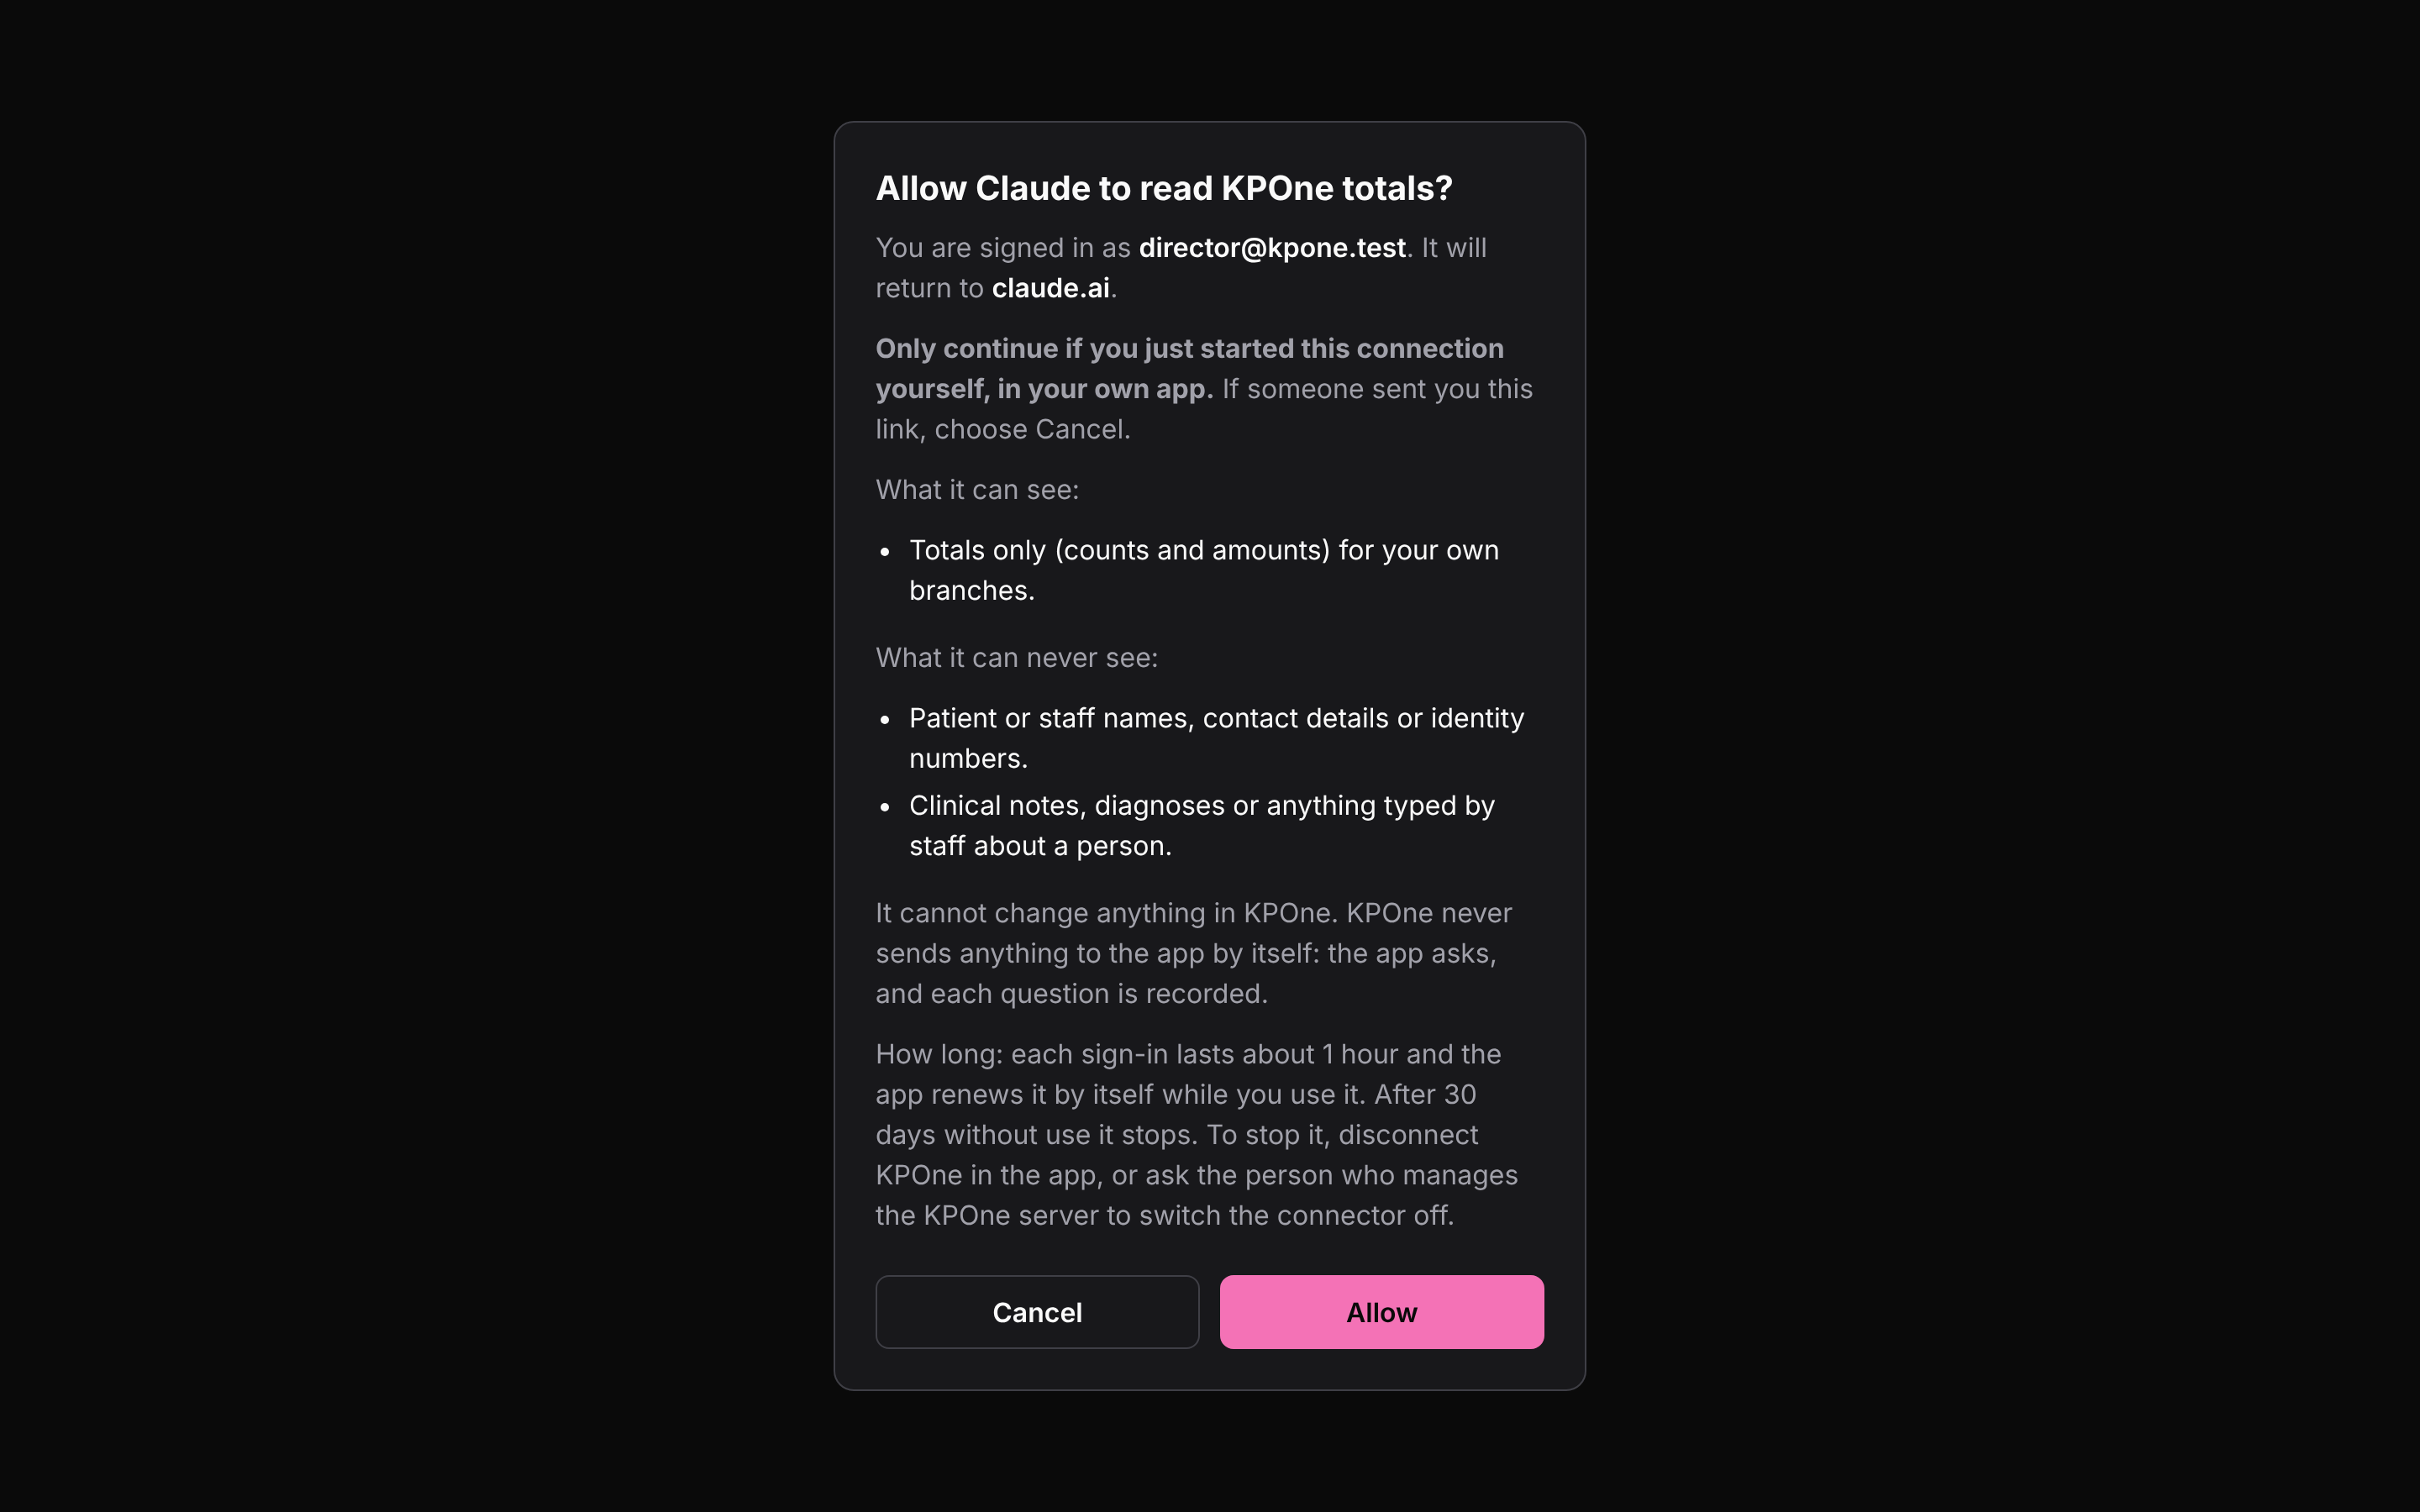 Allow Claude to read KPOne totals?
You are signed in as director@kpone.test. It will
return to claude.ai.
Only continue if you just started this connection
yourself, in your own app. If someone sent you this
link, choose Cancel.
What it can see:
• Totals only (counts and amounts) for your own
branches.
What it can never see:
• Patient or staff names, contact details or identity
numbers.
• Clinical notes, diagnoses or anything typed by
staff about a person.
It cannot change anything in KPOne. KPOne never
sends anything to the app by itself: the app asks,
and each question is recorded.
How long: each sign-in lasts about 1 hour and the
app renews it by itself while you use it. After 30
days without use it stops. To stop it, disconnect
KPOne in the app, or ask the person who manages
the KPOne server to switch the connector off.
Cancel
Allow